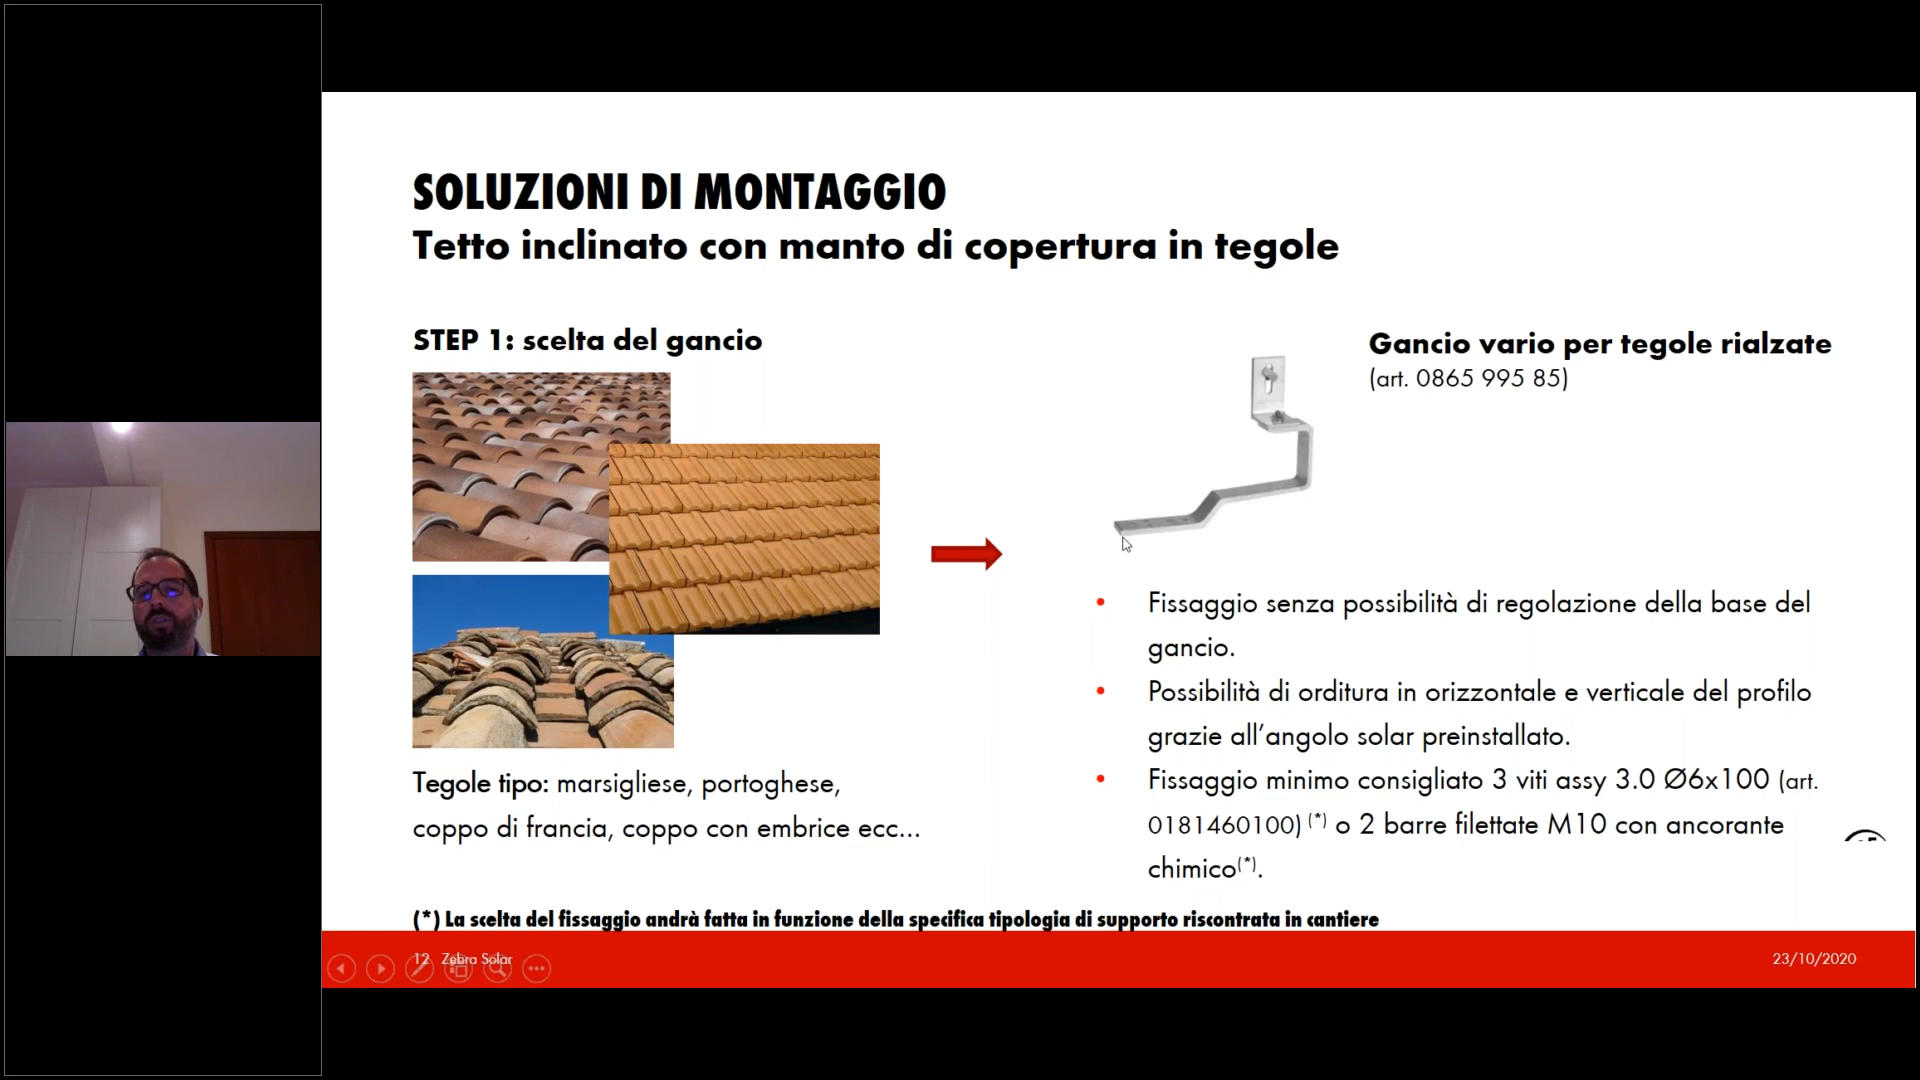 SOLUZIONI DI MONTAGGIO
Tetto inclinato con manto di copertura in tegole
STEP 1: scelta del gancio
Tegole tipo: marsigliese, portoghese,
coppo di francia, coppo con embrice ecc...
Gancio vario per tegole rialzate
(art. 0865 995 85)
• Fissaggio senza possibilità di regolazione della base del
gancio.
• Possibilità di orditura in orizzontale e verticale del profilo
grazie all’angolo solar preinstallato.
• Fissaggio minimo consigliato 3 viti assy 3.0 Ø6x100 (art.
0181460100) (*) o 2 barre filettate M10 con ancorante
chimico(*).
(*) La scelta del fissaggio andrà fatta in funzione della specifica tipologia di supporto riscontrata in cantiere
12 Zebra Solar
23/10/2020